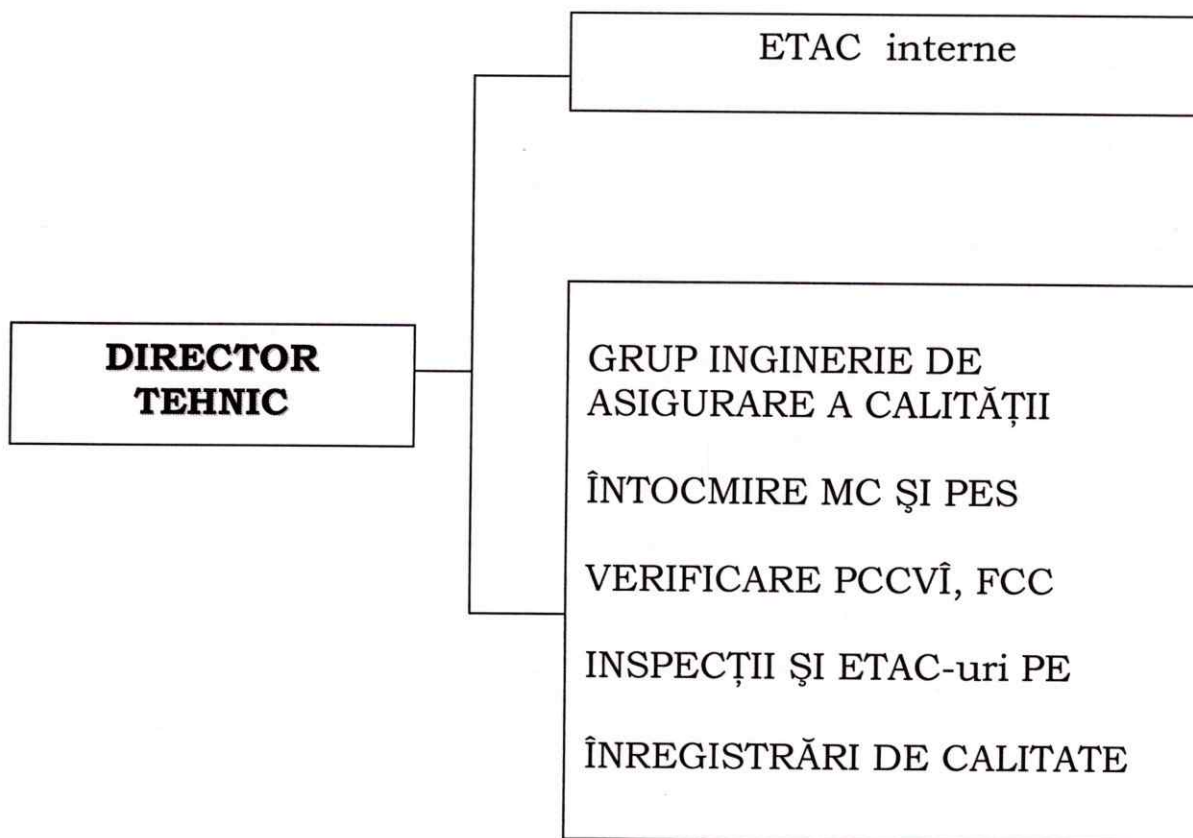 ETAC interne
DIRECTOR
TEHNIC
GRUP INGINERIE DE
ASIGURARE A CALITĂȚII
ÎNTOCMIRE MC ŞI PES
VERIFICARE PCCVÎ, FCC
INSPECȚII ŞI ETAC-uri PE
ÎNREGISTRĂRI DE CALITATE